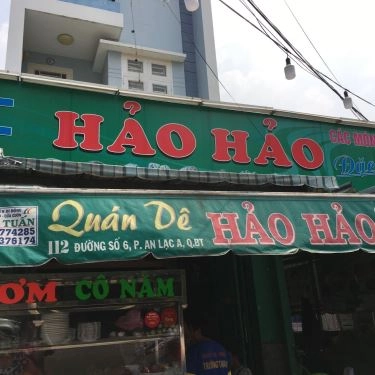 HẢO HẢO
CÁC MÓN
Quán Dê HẢO HẢO
112 ĐƯỜNG SỐ 6, P. AN LẠC A, Q.BT
TUẤN
774285
376174
CƠM CÔ NĂM